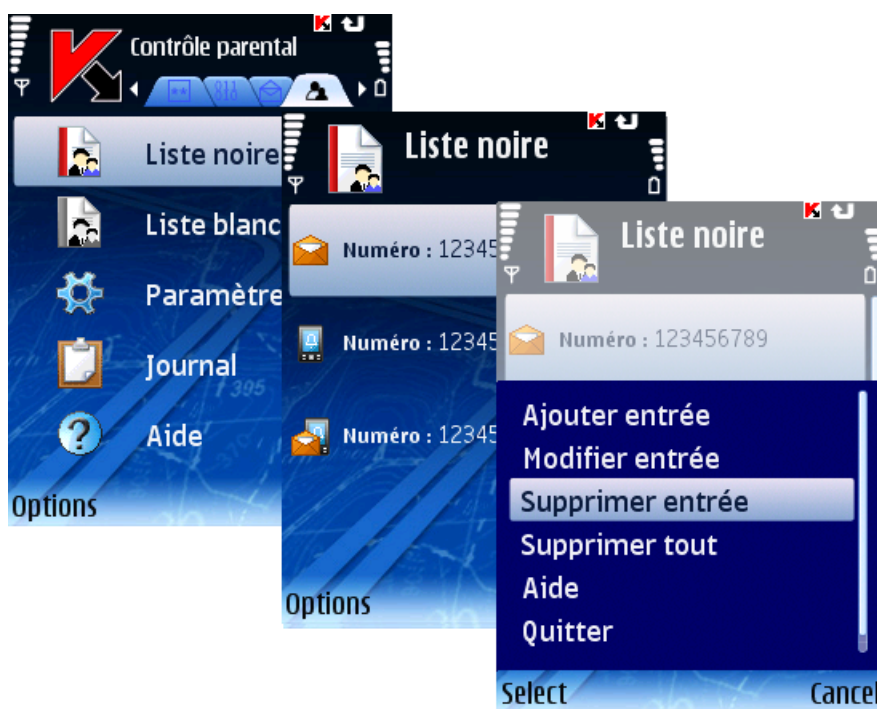 Contrôle parental
Liste noire
Liste blanc
Paramètre
Journal
Aide
Options
Liste noire
Numéro : 12345
Numéro : 12345
Numéro : 12345
Options
Liste noire
Numéro : 123456789
Ajouter entrée
Modifier entrée
Supprimer entrée
Supprimer tout
Aide
Quitter
Select Cancel